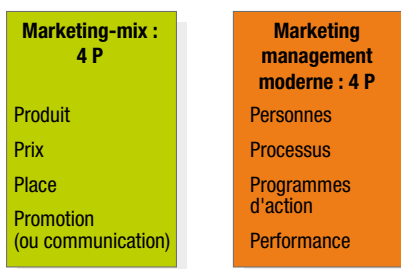 Marketing-mix :
4 P
Produit
Prix
Place
Promotion
(ou communication)
Marketing
management
moderne : 4 P
Personnes
Processus
Programmes
d'action
Performance